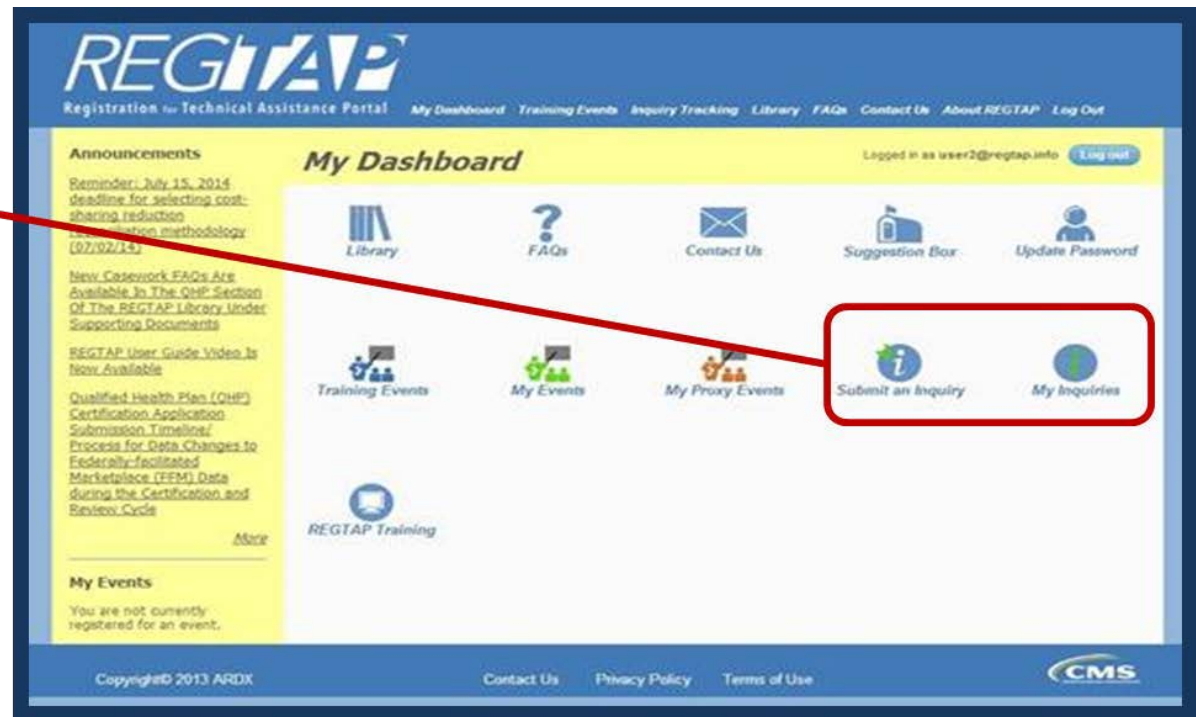 REGTAP
Registration for Technical Assistance Portal
My Dashboard Training Events Inquiry Tracking Library FAQs Contact Us About REGTAP Log Out
Announcements
Reminder: July 15, 2014
deadline for selecting cost-
sharing reduction
reconciliation methodology
(07/02/14)
New Casework FAQs Are
Available In The QHP Section
Of The REGTAP Library Under
Supporting Documents
REGTAP User Guide Video Is
Now Available
Qualified Health Plan (QHP)
Certification Application
Submission Timeline/
Process for Data Changes to
Federally-facilitated
Marketplace (FFM) Data
during the Certification and
Review Cycle
More
My Events
You are not currently
registered for an event.
My Dashboard
Logged in as user2@regtap.info Log out
Library FAQs Contact Us Suggestion Box Update Password
Training Events My Events My Proxy Events Submit an Inquiry My Inquiries
REGTAP Training
Copyright© 2013 ARDX Contact Us Privacy Policy Terms of Use CMS